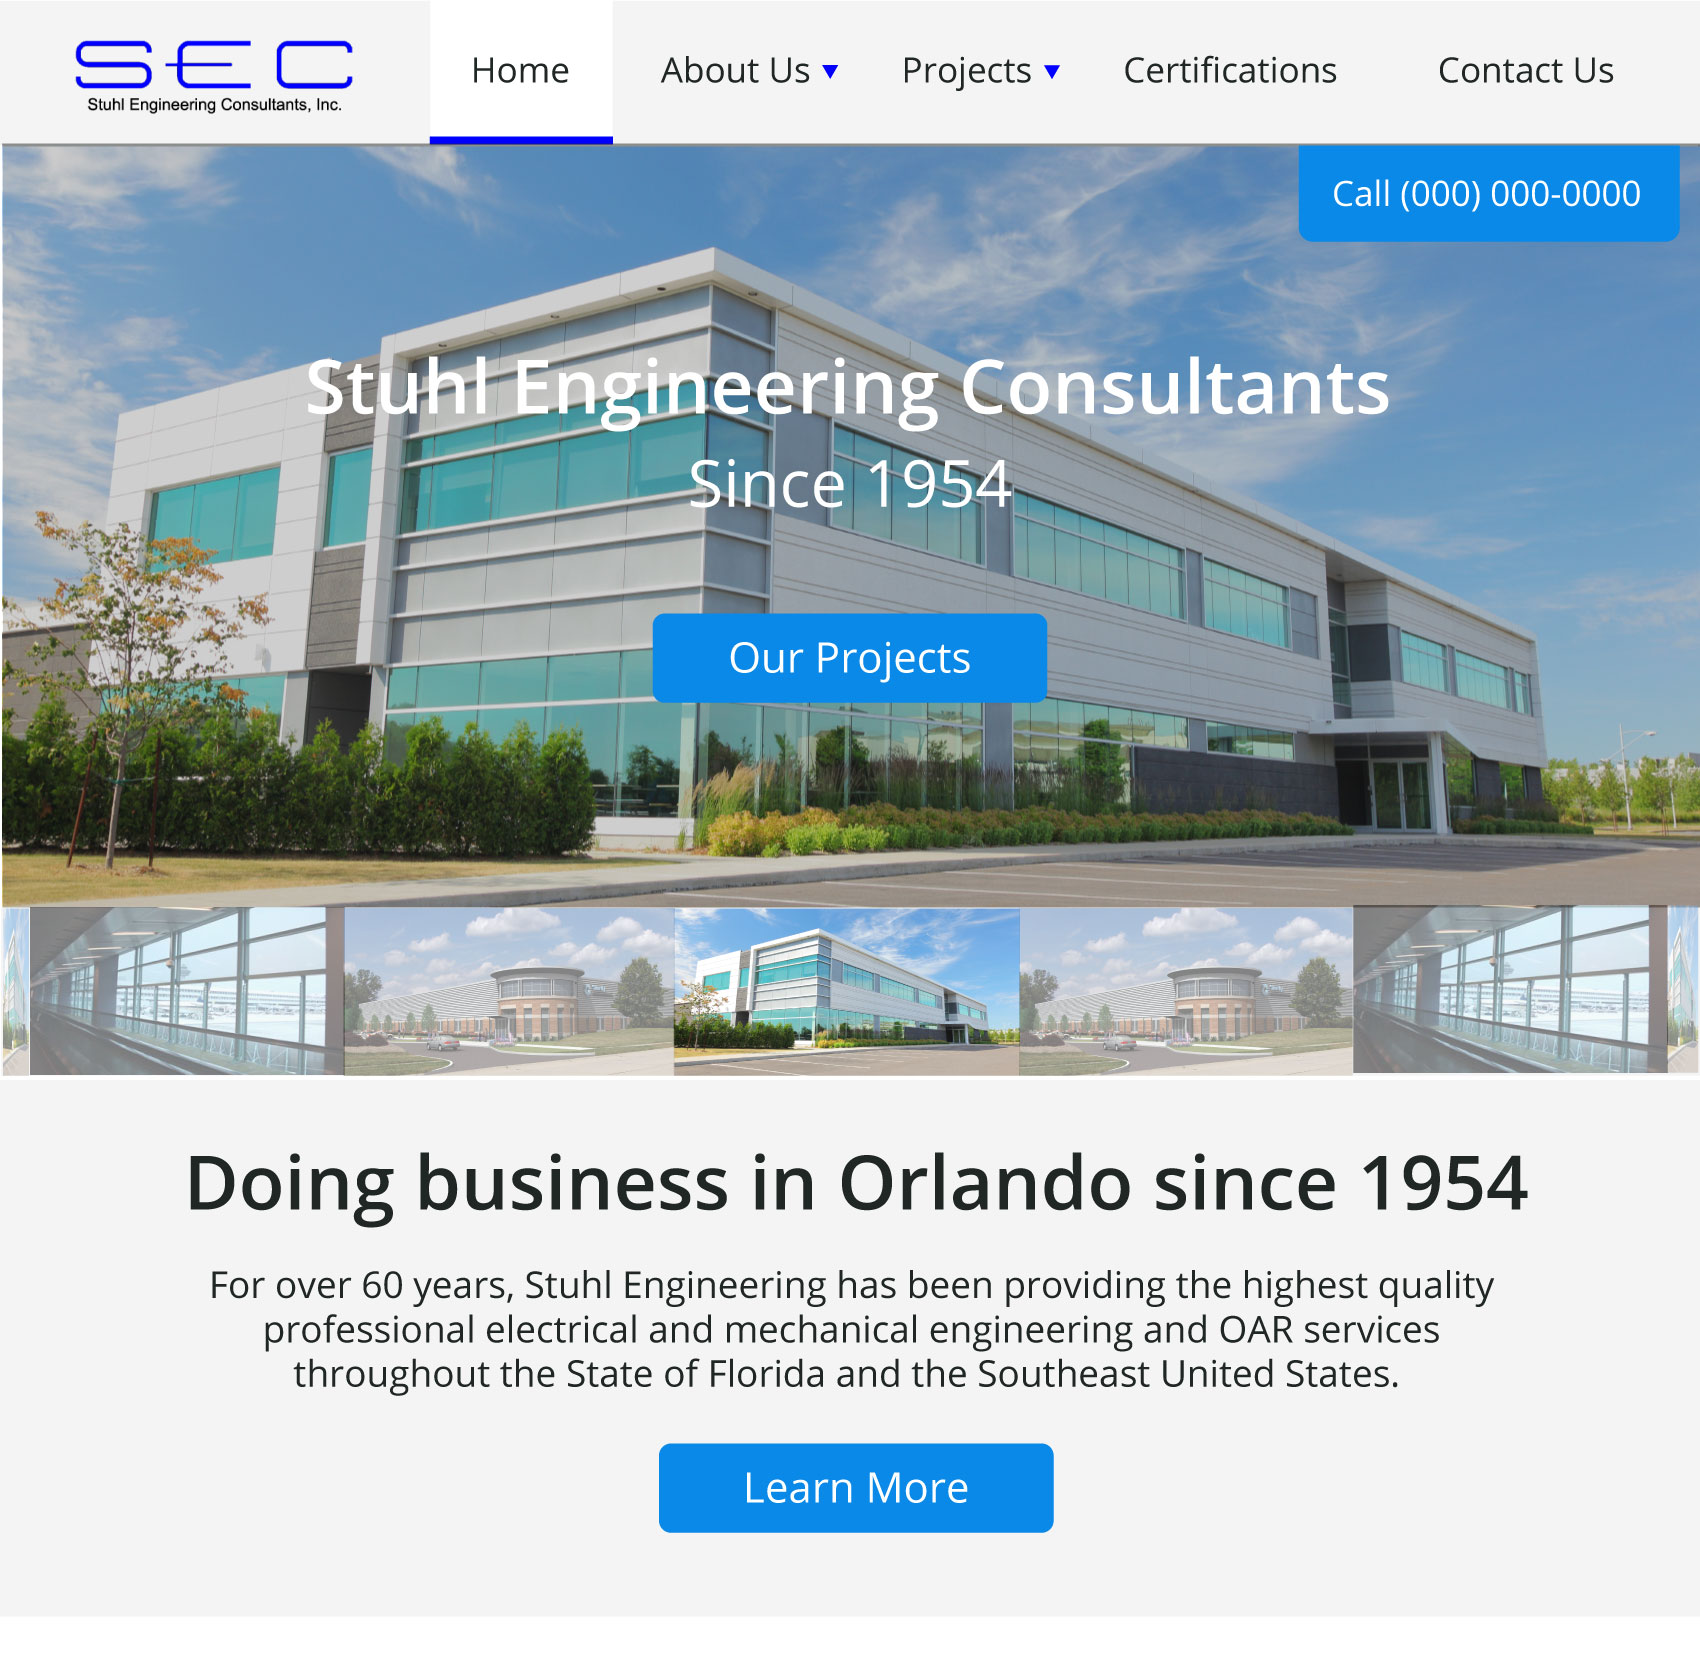 SEC
Stuhl Engineering Consultants, Inc.
Home
About Us
Projects
Certifications
Contact Us
Call (000) 000-0000
Stuhl Engineering Consultants
Since 1954
Our Projects
Doing business in Orlando since 1954
For over 60 years, Stuhl Engineering has been providing the highest quality
professional electrical and mechanical engineering and OAR services
throughout the State of Florida and the Southeast United States.
Learn More